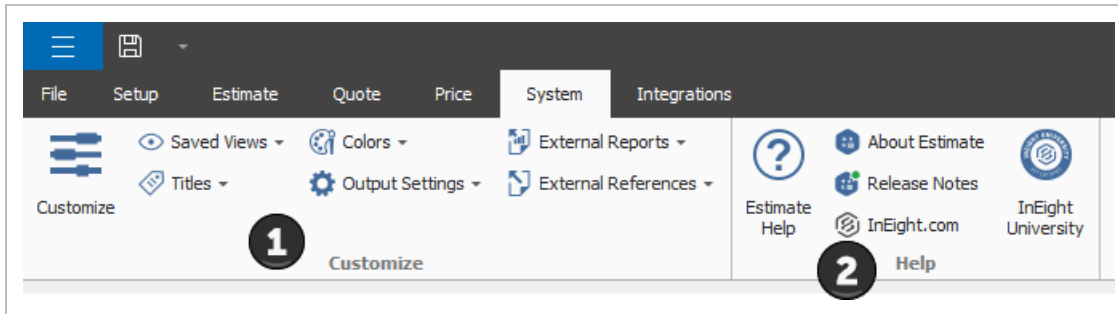 File Setup Estimate Quote Price System Integrations
Customize
Saved Views
Titles
Colors
Output Settings
External Reports
External References
1
Customize
Estimate
Help
About Estimate
Release Notes
InEight.com
InEight
University
2
Help